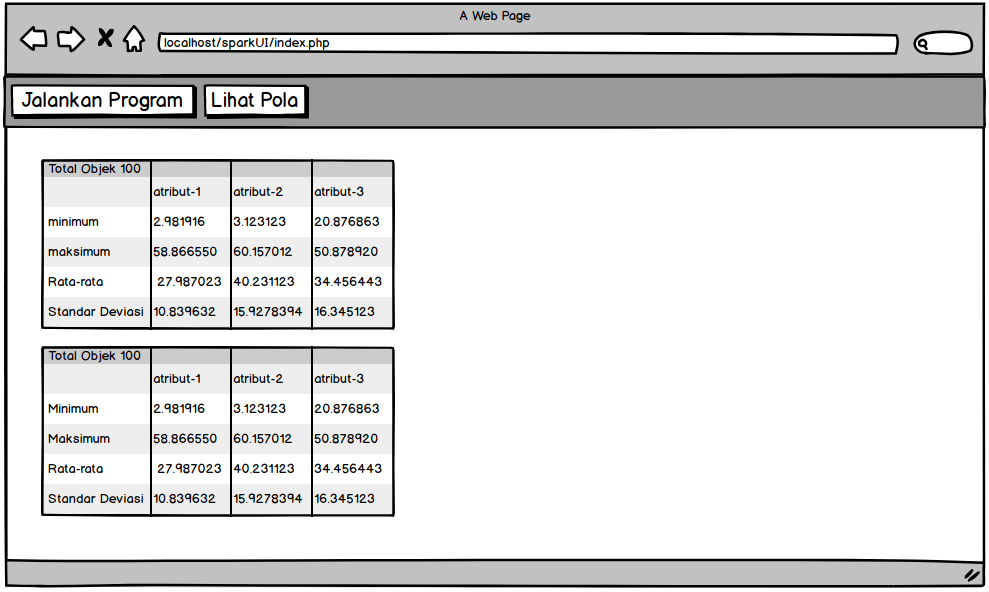 A Web Page
localhost/sparkUI/index.php
Jalankan Program Lihat Pola
Total Objek 100
atribut-1 atribut-2 atribut-3
minimum 2.981916 3.123123 20.876863
maksimum 58.866550 60.157012 50.878920
Rata-rata 27.987023 40.231123 34.456443
Standar Deviasi 10.839632 15.9278394 16.345123
Total Objek 100
atribut-1 atribut-2 atribut-3
Minimum 2.981916 3.123123 20.876863
Maksimum 58.866550 60.157012 50.878920
Rata-rata 27.987023 40.231123 34.456443
Standar Deviasi 10.839632 15.9278394 16.345123